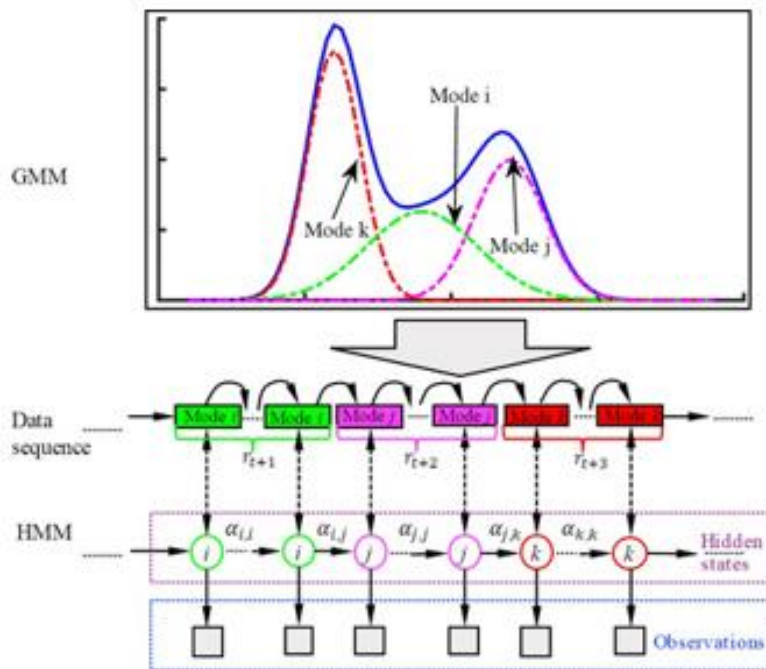 Mode i
GMM
Mode k
Mode j
Mode i Mode i Mode j Mode j Mode
Data
sequence
......
r_{t+1} r_{t+2} r_{t+3}
HMM
α_{i,i} α_{i,j} α_{j,j} α_{j,k} α_{k,k}
Hidden
states
i i j j k k
Observations